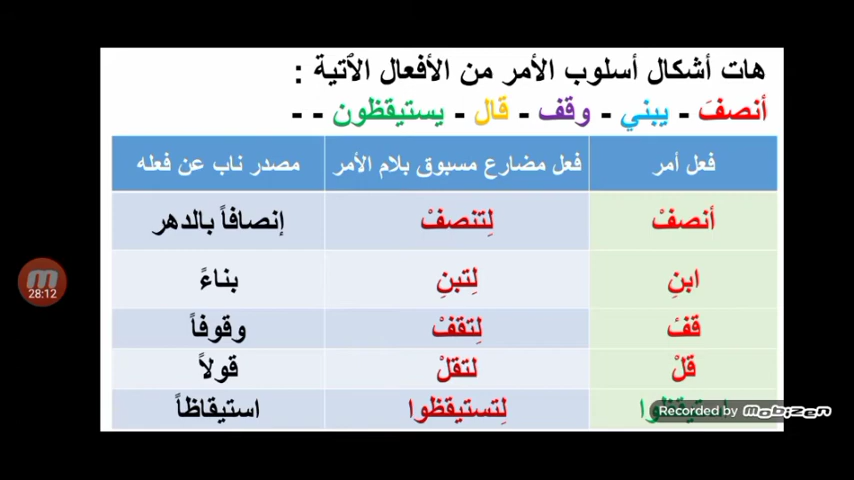 هات أشكال أسلوب الأمر من الأفعال الآتية :
أنصفَ - يبني - وقف - قال - يستيقظون - -
فعل أمر	فعل مضارع مسبوق بلام الأمر	مصدر ناب عن فعله
أنصفْ	لِتنصفْ	إنصافاً بالدهر
ابنِ	لِتبنِ	بناءً
قفْ	لِتقفْ	وقوفاً
قلْ	لتقلْ	قولاً
استيقظوا	لِتستيقظوا	استيقاظاً
28:12
Recorded by Mobizen